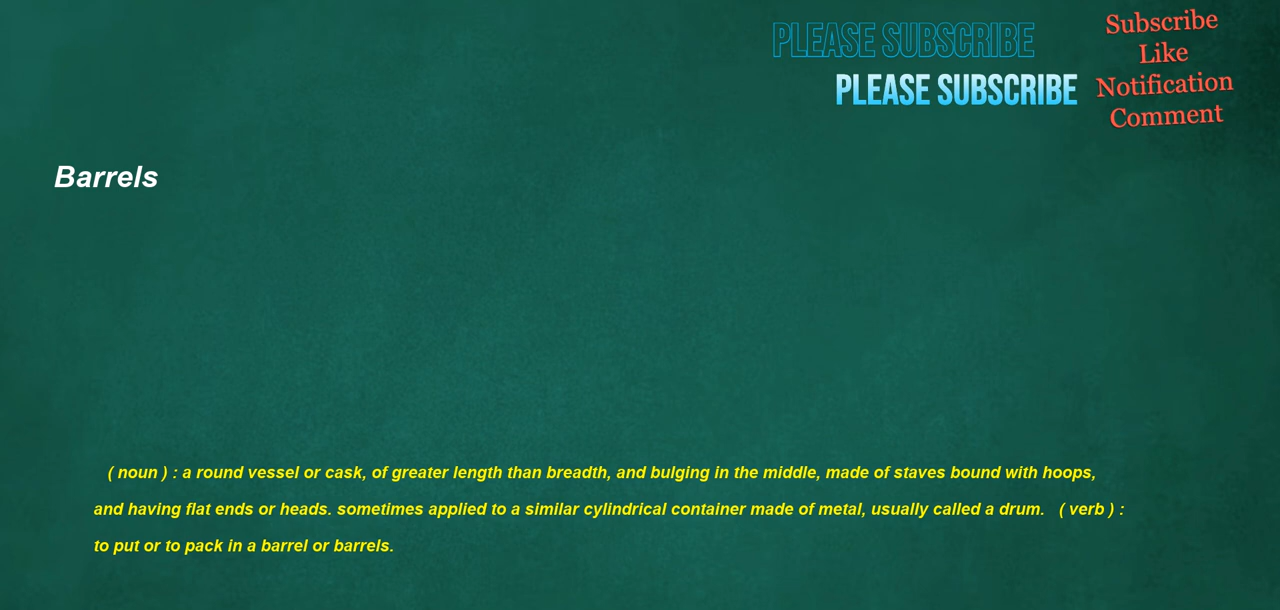 PLEASE SUBSCRIBE
PLEASE SUBSCRIBE
Subscribe
Like
Notification
Comment
Barrels
( noun ) : a round vessel or cask, of greater length than breadth, and bulging in the middle, made of staves bound with hoops,
and having flat ends or heads. sometimes applied to a similar cylindrical container made of metal, usually called a drum. ( verb ) :
to put or to pack in a barrel or barrels.